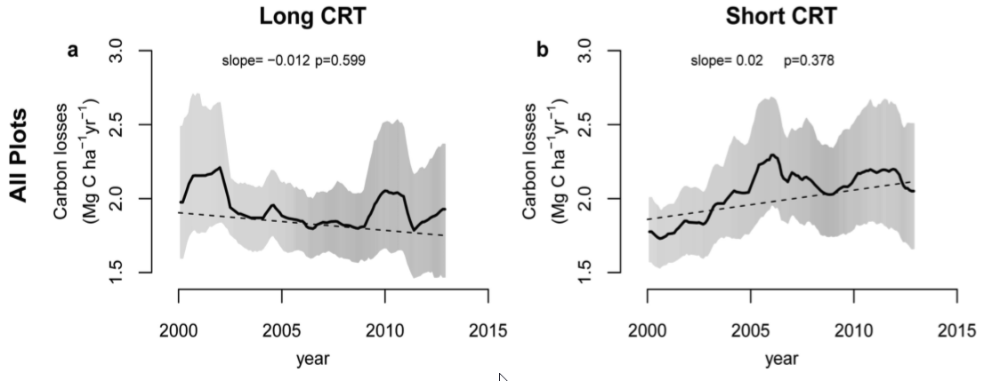 Long CRT
Short CRT
All Plots
a
slope= −0.012 p=0.599
Carbon losses
(Mg C ha⁻¹yr⁻¹)
3.0
2.5
2.0
1.5
2000 2005 2010 2015
year
b
slope= 0.02 p=0.378
Carbon losses
(Mg C ha⁻¹yr⁻¹)
3.0
2.5
2.0
1.5
2000 2005 2010 2015
year